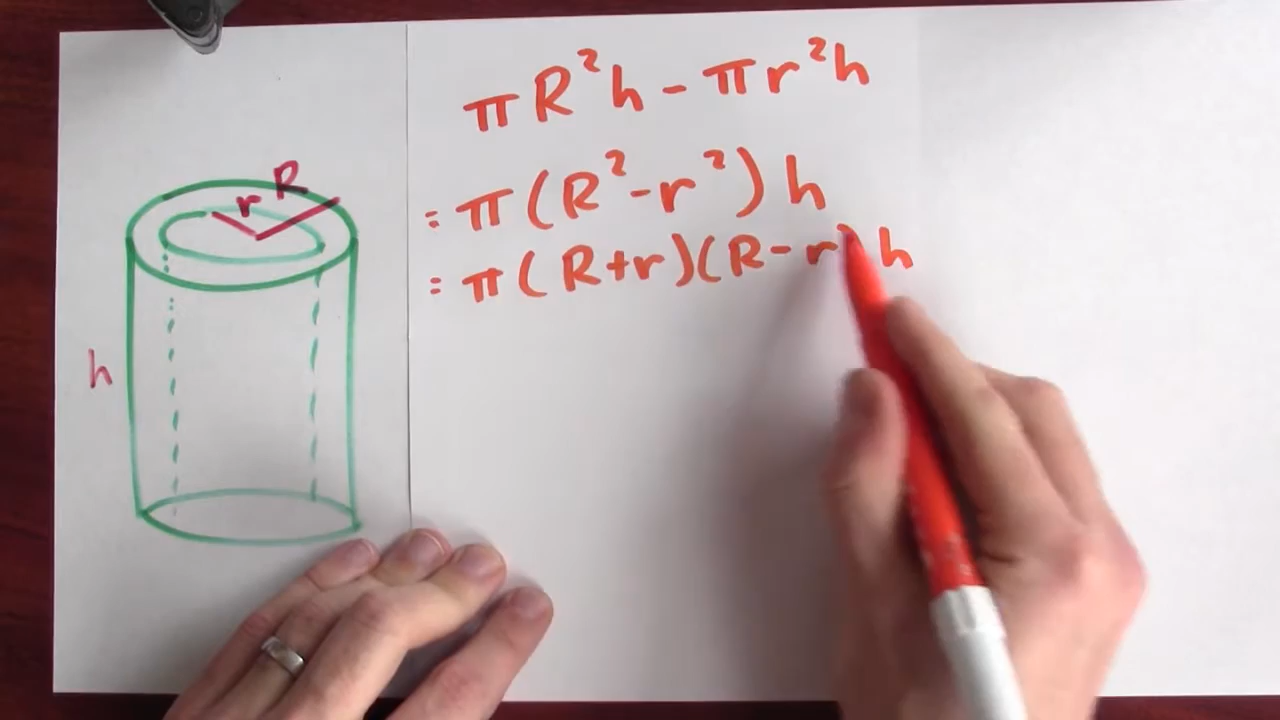 πR²h - πr²h
= π(R²-r²)h
= π(R+r)(R-r)h
r R
h